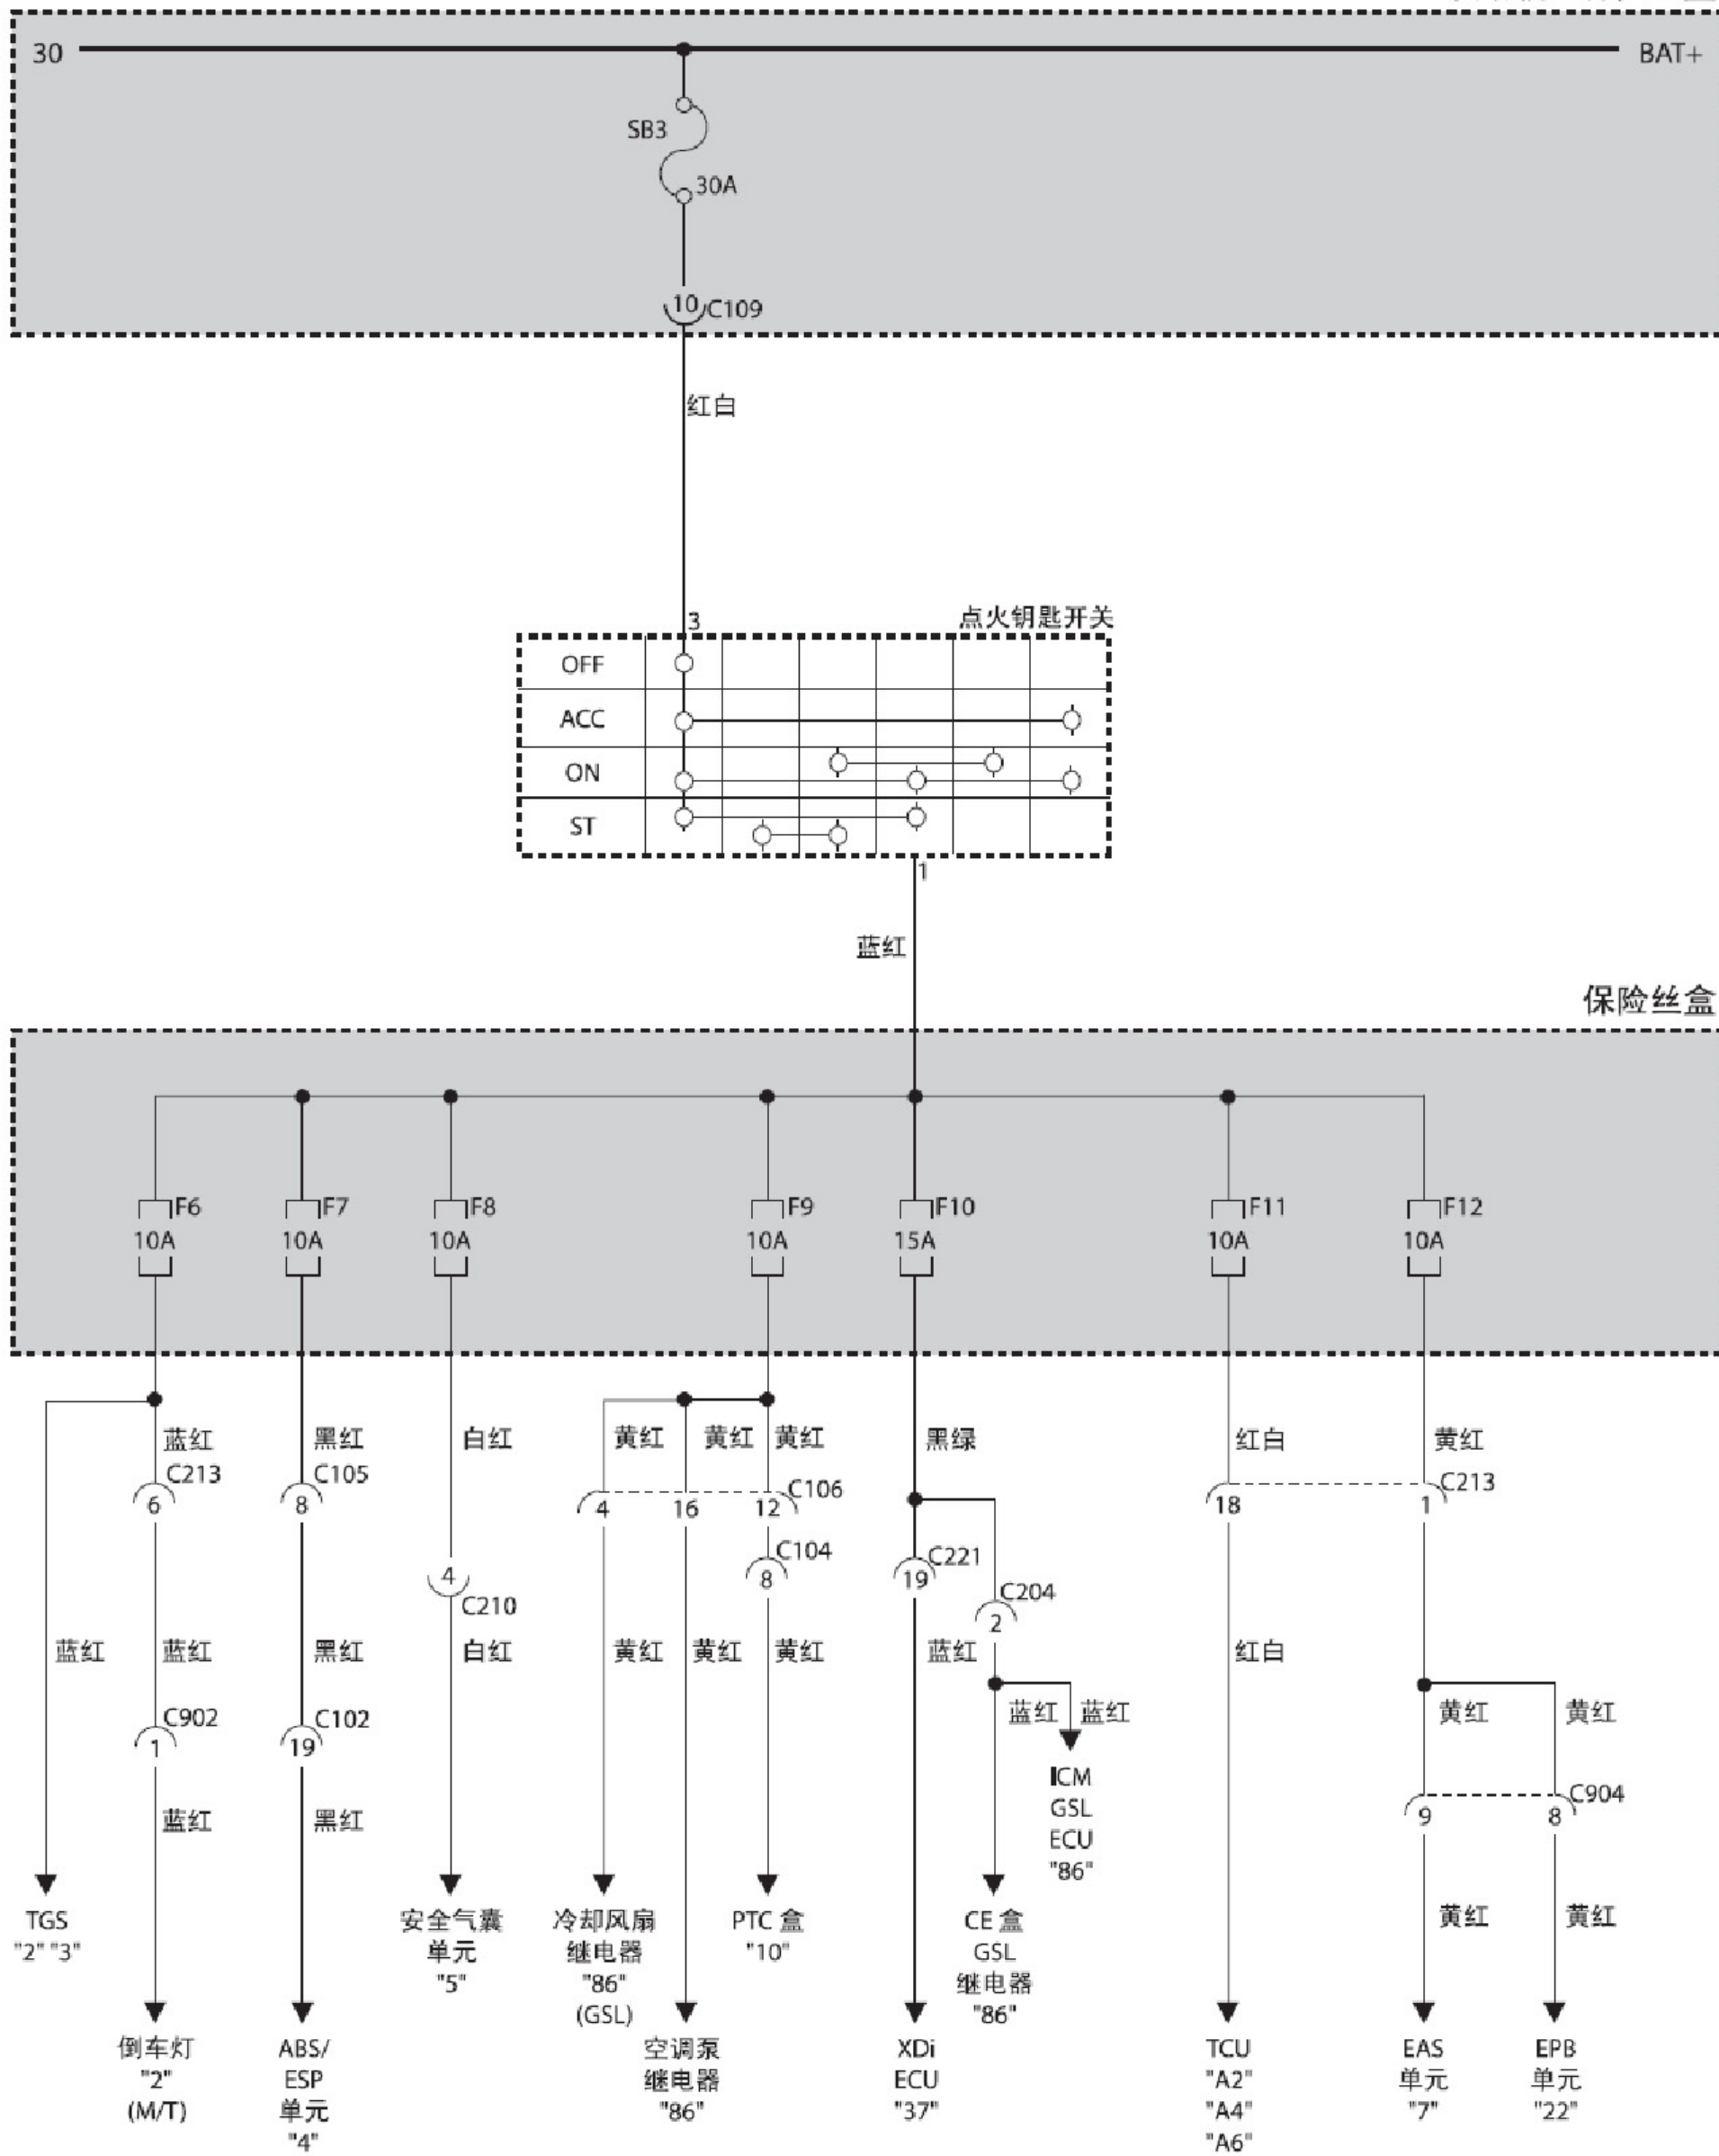 30
BAT+
SB3
30A
10 C109
红白
3
点火钥匙开关
OFF
ACC
ON
ST
1
蓝红
保险丝盒
F6 F7 F8 F9 F10 F11 F12
10A 10A 10A 10A 15A 10A 10A
蓝红 黑红 白红 黄红 黄红 黄红 黑绿 红白 黄红
C213 C105 C106 C213
6 8 4 16 12 18 1
C104 C221
4 8 19
C210 C204
2
蓝红 蓝红 黑红 白红 黄红 黄红 黄红 蓝红 红白
C902 C102 蓝红 蓝红 黄红 黄红
1 19
ICM
GSL
ECU
"86"
C904
9 8
蓝红 黑红
黄红 黄红
TGS
"2" "3"
安全气囊
单元
"5"
冷却风扇
继电器
"86"
(GSL)
PTC 盒
"10"
CE 盒
GSL
继电器
"86"
倒车灯
"2"
(M/T)
ABS/
ESP
单元
"4"
空调泵
继电器
"86"
XDi
ECU
"37"
TCU
"A2"
"A4"
"A6"
EAS
单元
"7"
EPB
单元
"22"